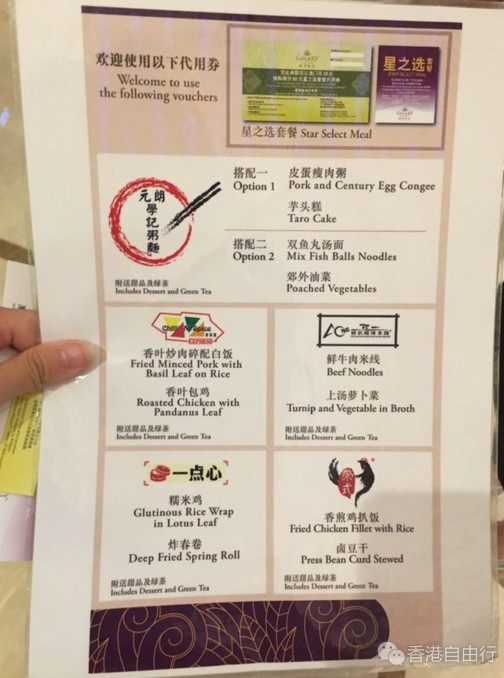 欢迎使用以下代用券
Welcome to use
the following vouchers
GALAXY
星之选套餐
STAR SELECT MEAL
GALAXY
星之选套餐 Star Select Meal
元朗
學記粥麵
附送甜品及绿茶
Includes Dessert and Green Tea
搭配一
Option 1
皮蛋瘦肉粥
Pork and Century Egg Congee
芋头糕
Taro Cake
搭配二
Option 2
双鱼丸汤面
Mix Fish Balls Noodles
郊外油菜
Poached Vegetables
Chilli n Spice
EXPRESS
香叶炒肉碎配白饭
Fried Minced Pork with
Basil Leaf on Rice
香叶包鸡
Roasted Chicken with
Pandanus Leaf
附送甜品及绿茶
Includes Dessert and Green Tea
鲜牛肉米线
Beef Noodles
上汤萝卜菜
Turnip and Vegetable in Broth
附送甜品及绿茶
Includes Dessert and Green Tea
一点心
糯米鸡
Glutinous Rice Wrap
in Lotus Leaf
炸春卷
Deep Fried Spring Roll
附送甜品及绿茶
Includes Dessert and Green Tea
香煎鸡扒饭
Fried Chicken Fillet with Rice
卤豆干
Press Bean Curd Stewed
附送甜品及绿茶
Includes Dessert and Green Tea
香港自由行